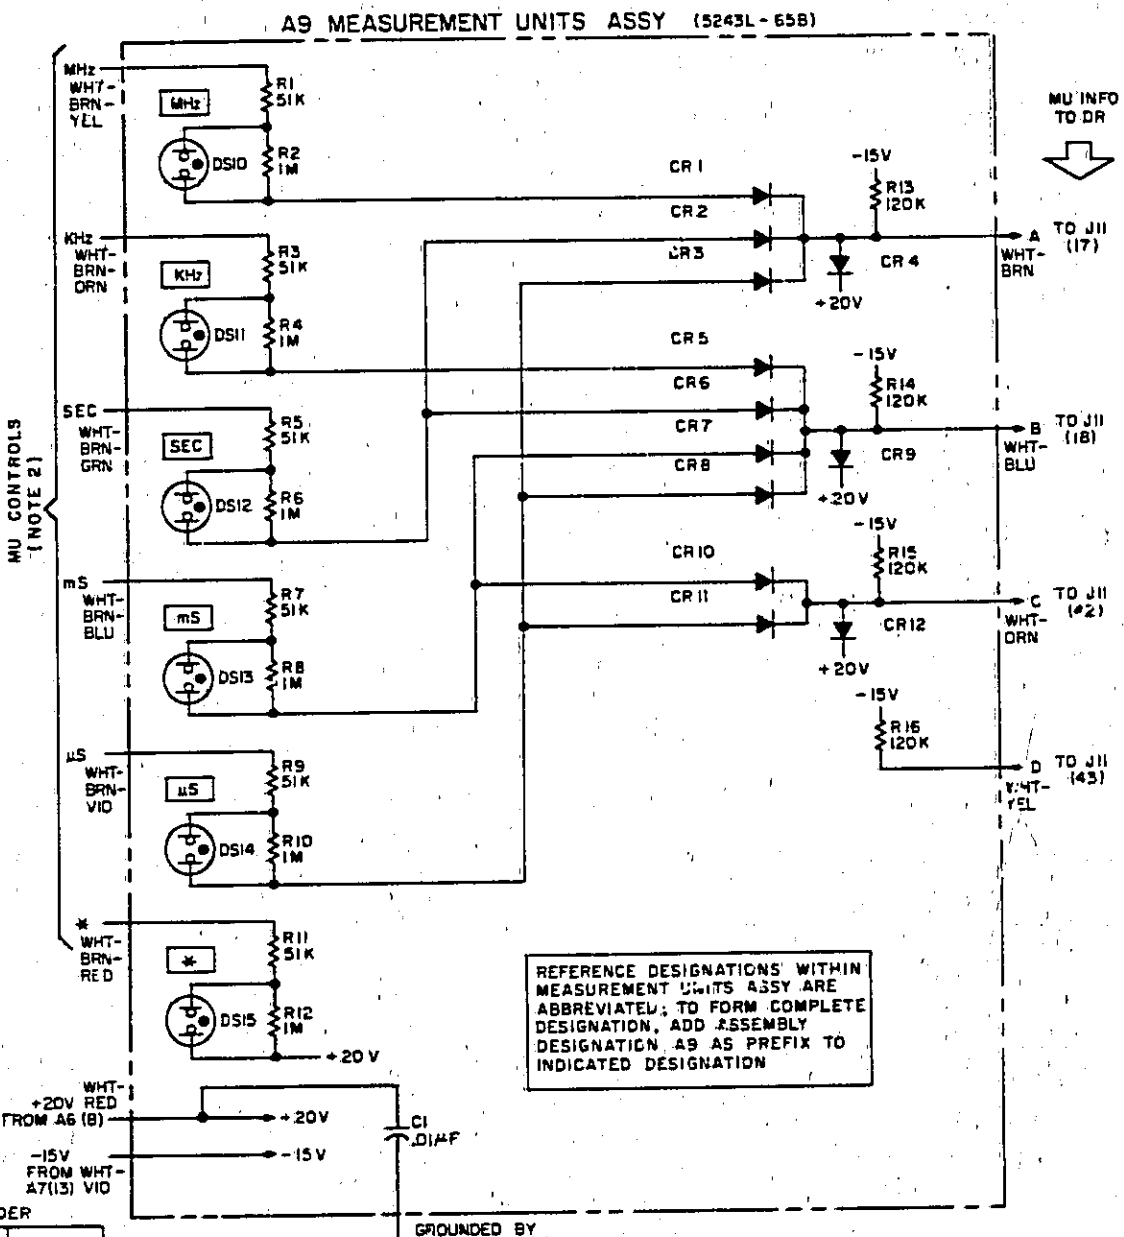 A9 MEASUREMENT UNITS ASSY (5243L-65B)
MU CONTROLS
(NOTE 2)
MHz
WHT-
BRN-
YEL
MHz
R1
51K
DS10
R2
1M
KHz
WHT-
BRN-
ORN
KHz
R3
51K
DS11
R4
1M
SEC
WHT-
BRN-
GRN
SEC
R5
51K
DS12
R6
1M
mS
WHT-
BRN-
BLU
mS
R7
51K
DS13
R8
1M
μS
WHT-
BRN-
VIO
μS
R9
51K
DS14
R10
1M
*
WHT-
BRN-
RED
*
R11
51K
DS15
R12
1M
+20V
CR1
CR2
CR3
-15V
R13
120K
CR4
+20V
MU INFO
TO DR
A
TO J11
(17)
WHT-
BRN
CR5
CR6
CR7
CR8
-15V
R14
120K
CR9
+20V
B
TO J11
(18)
WHT-
BLU
CR10
CR11
-15V
R15
120K
CR12
+20V
C
TO J11
(42)
WHT-
ORN
-15V
R16
120K
D
TO J11
(43)
WHT-
YEL
REFERENCE DESIGNATIONS WITHIN
MEASUREMENT UNITS ASSY ARE
ABBREVIATED; TO FORM COMPLETE
DESIGNATION, ADD ASSEMBLY
DESIGNATION A9 AS PREFIX TO
INDICATED DESIGNATION
WHT-
+20V RED
FROM A6(8)
+20V
C1
.01μF
-15V
FROM WHT-
A7(13) VIO
-15V
DER
GROUNDED BY